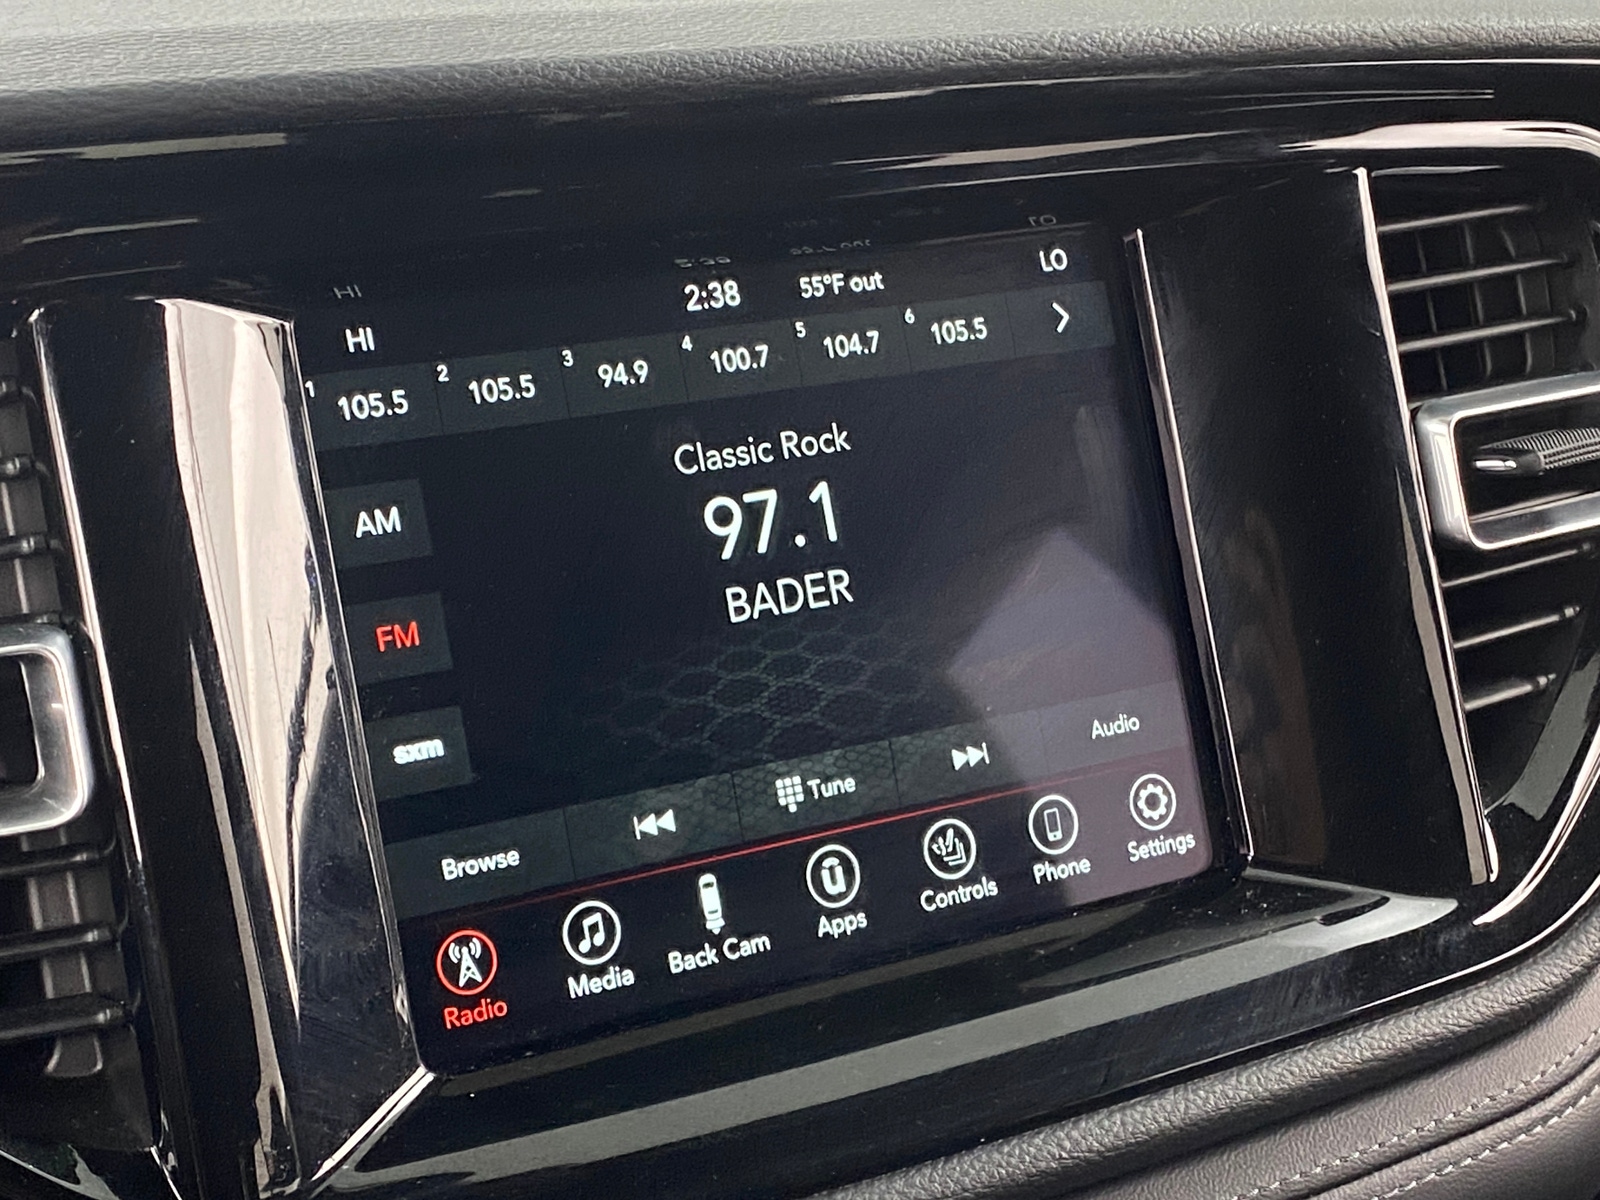 HI 2:38 55°F out LO
1 105.5 2 105.5 3 94.9 4 100.7 5 104.7 6 105.5
Classic Rock
97.1
BADER
AM
FM
sxm
Browse Tune Audio
Radio Media Back Cam Apps Controls Phone Settings